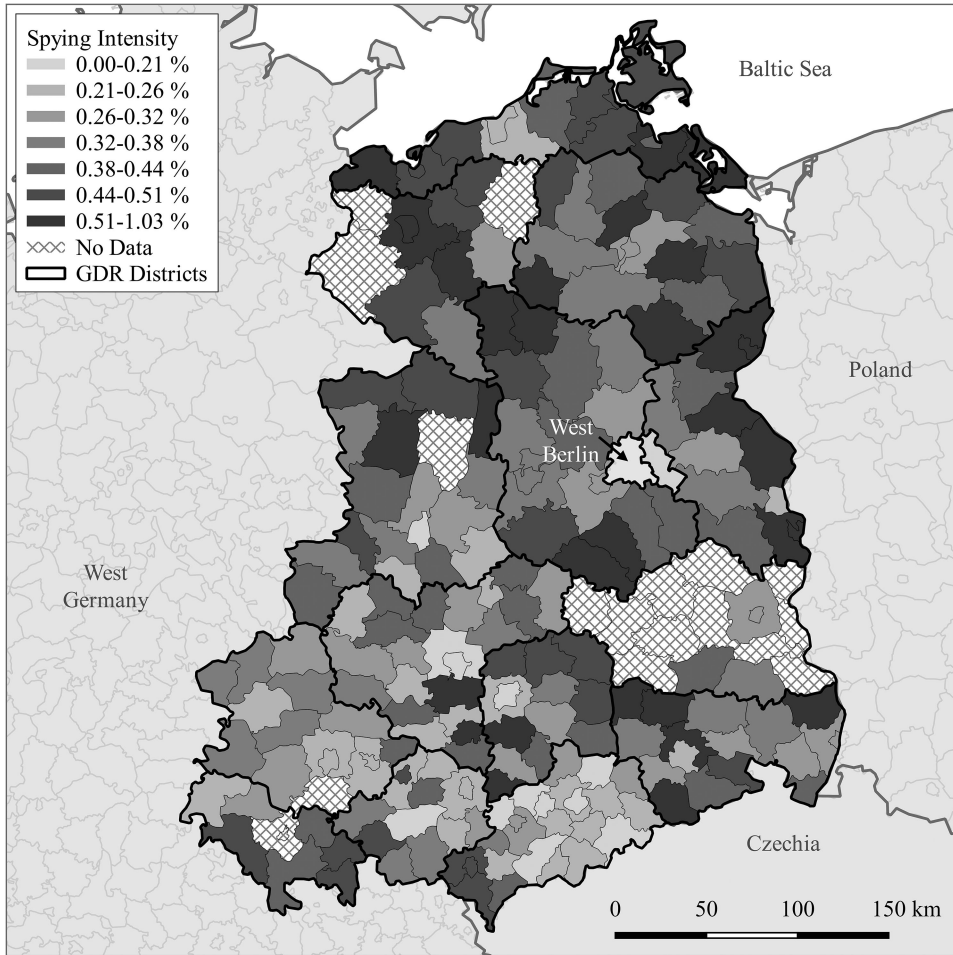 Spying Intensity
0.00-0.21 %
0.21-0.26 %
0.26-0.32 %
0.32-0.38 %
0.38-0.44 %
0.44-0.51 %
0.51-1.03 %
No Data
GDR Districts
Baltic Sea
Poland
West
Berlin
West
Germany
Czechia
0 50 100 150 km